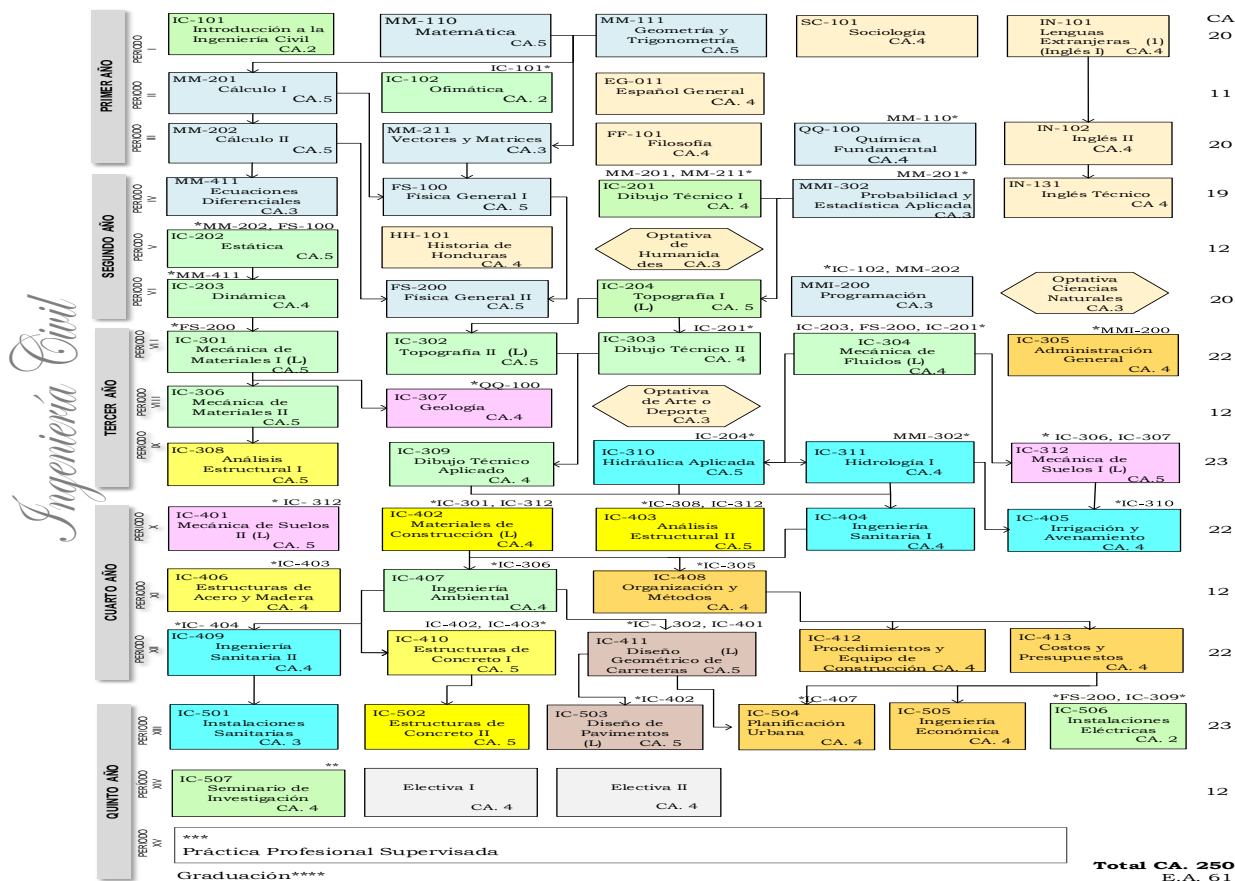 Ingeniería Civil
PRIMER AÑO
PERIODO I
IC-101
Introducción a la
Ingeniería Civil
CA.2
MM-110
Matemática
CA.5
MM-111
Geometría y
Trigonometría
CA.5
SC-101
Sociología
CA.4
IN-101
Lenguas
Extranjeras (1)
(Inglés I) CA.4
CA
20
PERIODO II
MM-201
Cálculo I
CA.5
IC-101*
IC-102
Ofimática
CA. 2
EG-011
Español General
CA. 4
11
PERIODO III
MM-202
Cálculo II
CA.5
MM-211
Vectores y Matrices
CA.3
FF-101
Filosofía
CA.4
MM-110*
QQ-100
Química
Fundamental
CA.4
IN-102
Inglés II
CA.4
20
SEGUNDO AÑO
PERIODO IV
MM-411
Ecuaciones
Diferenciales
CA.3
FS-100
Física General I
CA. 5
MM-201, MM-211*
IC-201
Dibujo Técnico I
CA. 4
MM-201*
MMI-302
Probabilidad y
Estadística Aplicada
CA.3
IN-131
Inglés Técnico
CA 4
19
PERIODO V
*MM-202, FS-100
IC-202
Estática
CA.5
HH-101
Historia de
Honduras
CA. 4
Optativa
de
Humanida
des CA.3
12
PERIODO VI
*MM-411
IC-203
Dinámica
CA.4
FS-200
Física General II
CA.5
IC-204
Topografía I
(L) CA. 5
*IC-102, MM-202
MMI-200
Programación
CA.3
Optativa
Ciencias
Naturales
CA.3
20
TERCER AÑO
PERIODO VII
*FS-200
IC-301
Mecánica de
Materiales I (L)
CA.5
IC-302
Topografía II (L)
CA.5
IC-201*
IC-303
Dibujo Técnico II
CA. 4
IC-203, FS-200, IC-201*
IC-304
Mecánica de
Fluidos (L)
CA.4
*MMI-200
IC-305
Administración
General
CA. 4
22
PERIODO VIII
IC-306
Mecánica de
Materiales II
CA.5
*QQ-100
IC-307
Geología
CA.4
Optativa
de Arte o
Deporte
CA.3
12
PERIODO IX
IC-308
Análisis
Estructural I
CA.5
IC-309
Dibujo Técnico
Aplicado
CA. 4
IC-204*
IC-310
Hidráulica Aplicada
CA.5
MMI-302*
IC-311
Hidrología I
CA.4
* IC-306, IC-307
IC-312
Mecánica de
Suelos I (L)
CA.5
23
CUARTO AÑO
PERIODO X
* IC- 312
IC-401
Mecánica de Suelos
II (L)
CA. 5
*IC-301, IC-312
IC-402
Materiales de
Construcción (L)
CA.4
*IC-308, IC-312
IC-403
Análisis
Estructural II
CA.5
IC-404
Ingeniería
Sanitaria I
CA.4
*IC-310
IC-405
Irrigación y
Avenamiento
CA. 4
22
PERIODO XI
*IC-403
IC-406
Estructuras de
Acero y Madera
CA. 4
*IC-306
IC-407
Ingeniería
Ambiental
CA.4
*IC-305
IC-408
Organización y
Métodos
CA. 4
12
PERIODO XII
*IC- 404
IC-409
Ingeniería
Sanitaria II
CA.4
IC-402, IC-403*
IC-410
Estructuras de
Concreto I
CA. 5
*IC- 302, IC-401
IC-411
Diseño (L)
Geométrico de
Carreteras CA.5
IC-412
Procedimientos y
Equipo de
Construcción CA. 4
IC-413
Costos y
Presupuestos
CA. 4
22
QUINTO AÑO
PERIODO XIII
IC-501
Instalaciones
Sanitarias
CA. 3
IC-502
Estructuras de
Concreto II
CA. 5
*IC-402
IC-503
Diseño de
Pavimentos
(L) CA. 5
*IC-407
IC-504
Planificación
Urbana
CA. 4
IC-505
Ingeniería
Económica
CA. 4
*FS-200, IC-309*
IC-506
Instalaciones
Eléctricas
CA. 2
23
PERIODO XIV
**
IC-507
Seminario de
Investigación
CA. 4
Electiva I
CA. 4
Electiva II
CA. 4
12
PERIODO XV
***
Práctica Profesional Supervisada
Graduación****
Total CA. 250
E.A. 61